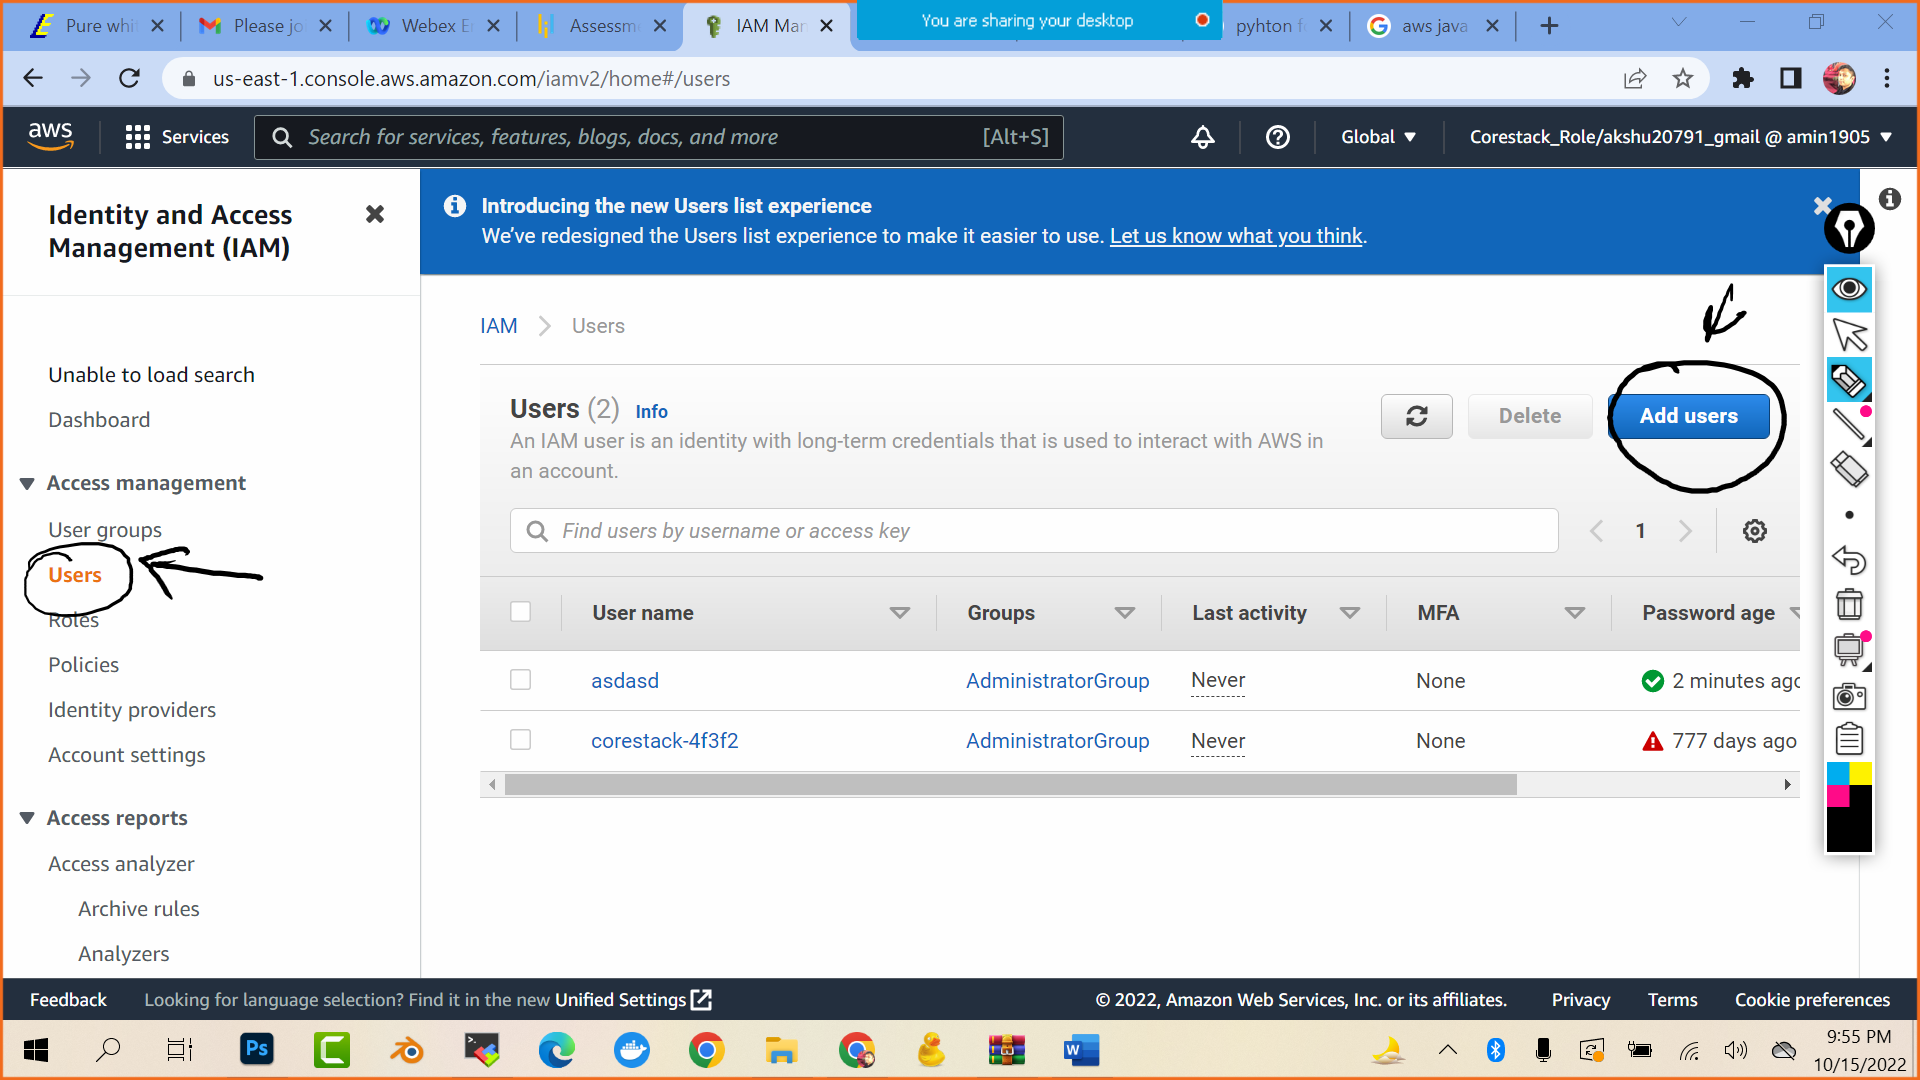 Pure whi
Please jo
Webex E
Assessm
IAM Man
You are sharing your desktop
pyhton f
aws java
us-east-1.console.aws.amazon.com/iamv2/home#/users
aws
Services
Search for services, features, blogs, docs, and more
[Alt+S]
Global
Corestack_Role/akshu20791_gmail @ amin1905
Identity and Access
Management (IAM)
Unable to load search
Dashboard
Access management
User groups
Users
Roles
Policies
Identity providers
Account settings
Access reports
Access analyzer
Archive rules
Analyzers
Introducing the new Users list experience
We've redesigned the Users list experience to make it easier to use. Let us know what you think.
IAM
Users
Users (2) Info
An IAM user is an identity with long-term credentials that is used to interact with AWS in
an account.
Delete
Add users
Find users by username or access key
1
User name Groups Last activity MFA Password age
asdasd AdministratorGroup Never None 2 minutes ago
corestack-4f3f2 AdministratorGroup Never None 777 days ago
Feedback
Looking for language selection? Find it in the new Unified Settings
© 2022, Amazon Web Services, Inc. or its affiliates.
Privacy
Terms
Cookie preferences
Ps
C
W
9:55 PM
10/15/2022